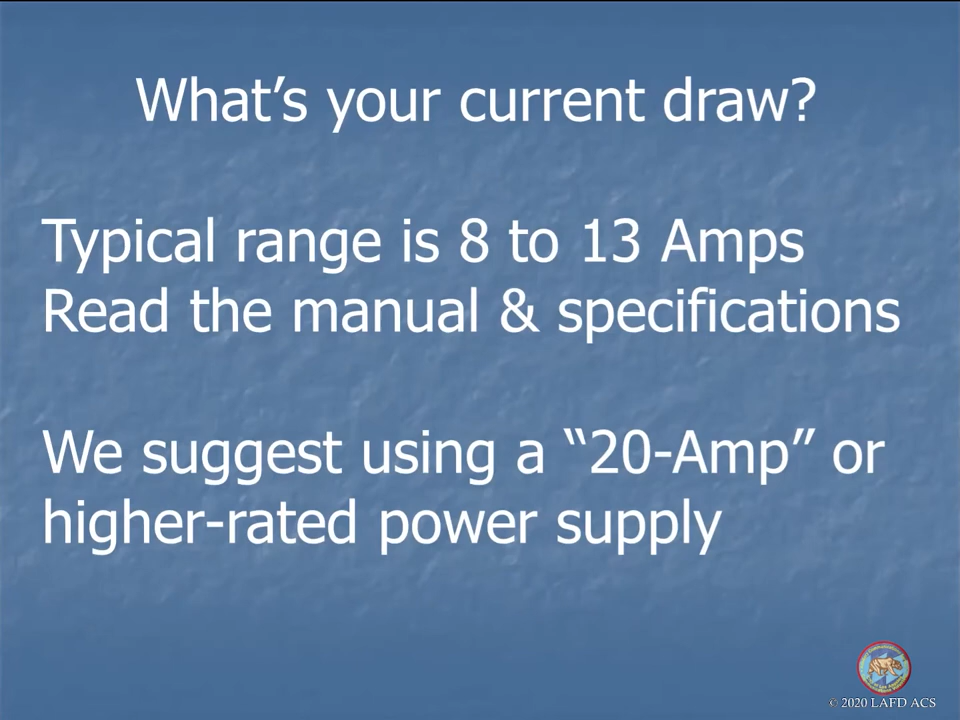 What’s your current draw?
Typical range is 8 to 13 Amps
Read the manual & specifications
We suggest using a “20-Amp” or
higher-rated power supply
© 2020 LAFD ACS